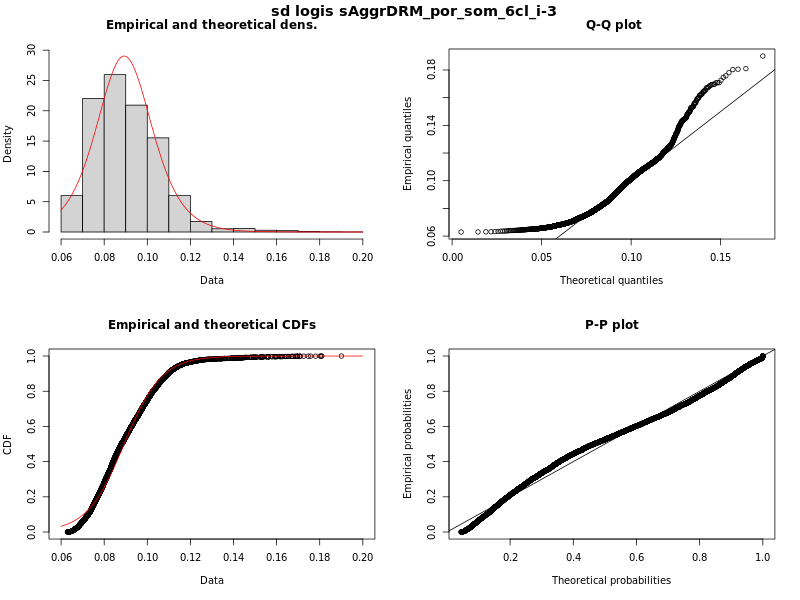 sd logis sAggrDRM_por_som_6cl_i-3
Empirical and theoretical dens.
Density
0 5 10 15 20 25 30
0.06 0.08 0.10 0.12 0.14 0.16 0.18 0.20
Data
Q-Q plot
Empirical quantiles
0.06 0.10 0.14 0.18
0.00 0.05 0.10 0.15
Theoretical quantiles
Empirical and theoretical CDFs
CDF
0.0 0.2 0.4 0.6 0.8 1.0
0.06 0.08 0.10 0.12 0.14 0.16 0.18 0.20
Data
P-P plot
Empirical probabilities
0.0 0.2 0.4 0.6 0.8 1.0
0.2 0.4 0.6 0.8 1.0
Theoretical probabilities